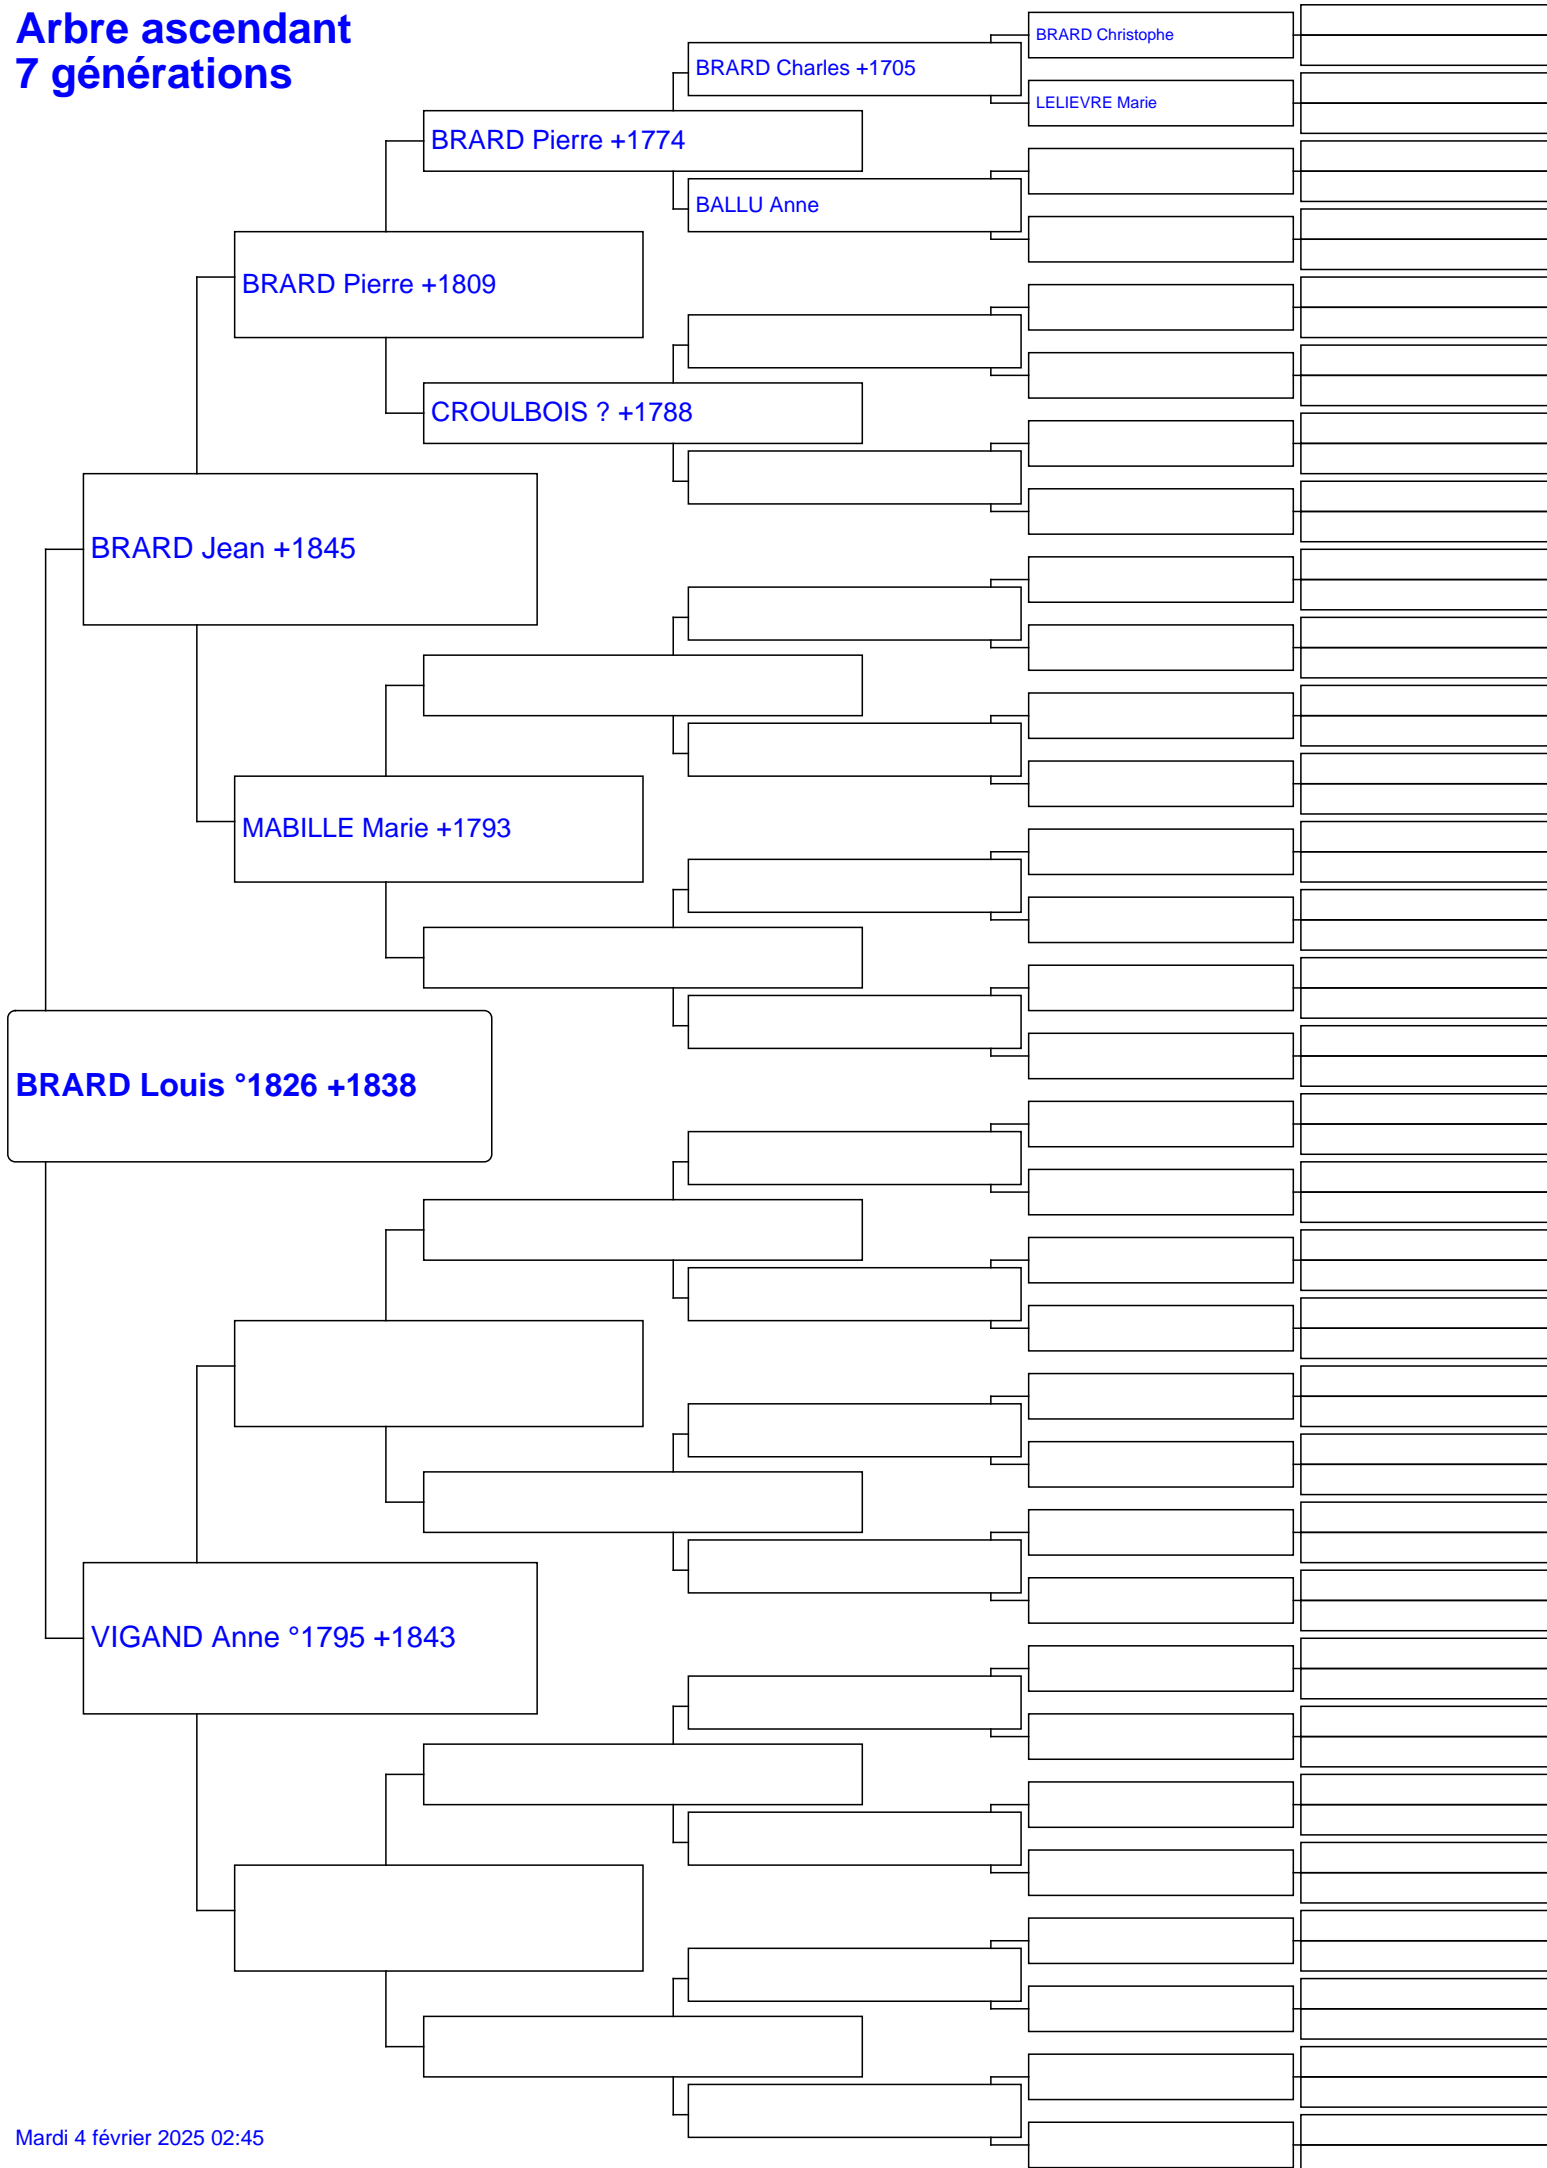 Arbre ascendant
7 générations
BRARD Christophe
BRARD Charles +1705
LELIEVRE Marie
BRARD Pierre +1774
BALLU Anne
BRARD Pierre +1809
CROULBOIS ? +1788
BRARD Jean +1845
MABILLE Marie +1793
BRARD Louis °1826 +1838
VIGAND Anne °1795 +1843
Mardi 4 février 2025 02:45